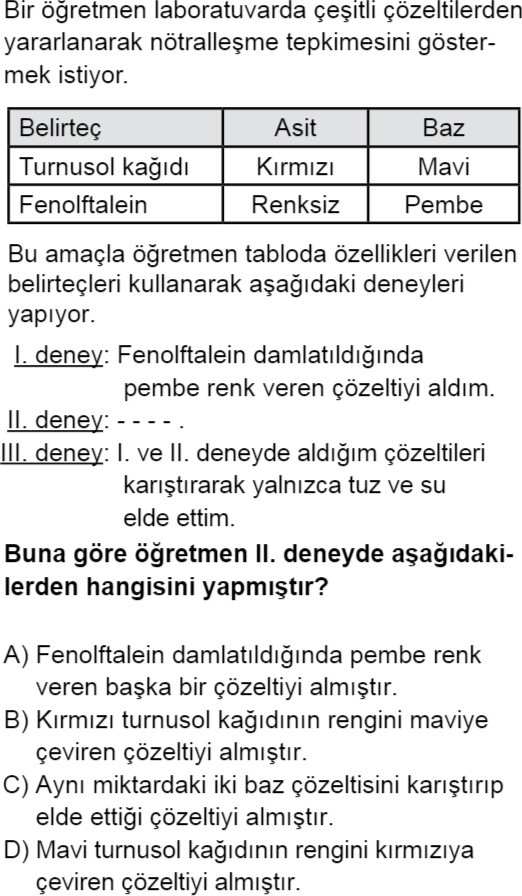 Bir öğretmen laboratuvarda çeşitli çözeltilerden
yararlanarak nötralleşme tepkimesini göster-
mek istiyor.
Belirteç Asit Baz
Turnusol kağıdı Kırmızı Mavi
Fenolftalein Renksiz Pembe
Bu amaçla öğretmen tabloda özellikleri verilen
belirteçleri kullanarak aşağıdaki deneyleri
yapıyor.
I. deney: Fenolftalein damlatıldığında
pembe renk veren çözeltiyi aldım.
II. deney: - - - - .
III. deney: I. ve II. deneyde aldığım çözeltileri
karıştırarak yalnızca tuz ve su
elde ettim.
Buna göre öğretmen II. deneyde aşağıdaki-
lerden hangisini yapmıştır?
A) Fenolftalein damlatıldığında pembe renk
veren başka bir çözeltiyi almıştır.
B) Kırmızı turnusol kağıdının rengini maviye
çeviren çözeltiyi almıştır.
C) Aynı miktardaki iki baz çözeltisini karıştırıp
elde ettiği çözeltiyi almıştır.
D) Mavi turnusol kağıdının rengini kırmızıya
çeviren çözeltiyi almıştır.